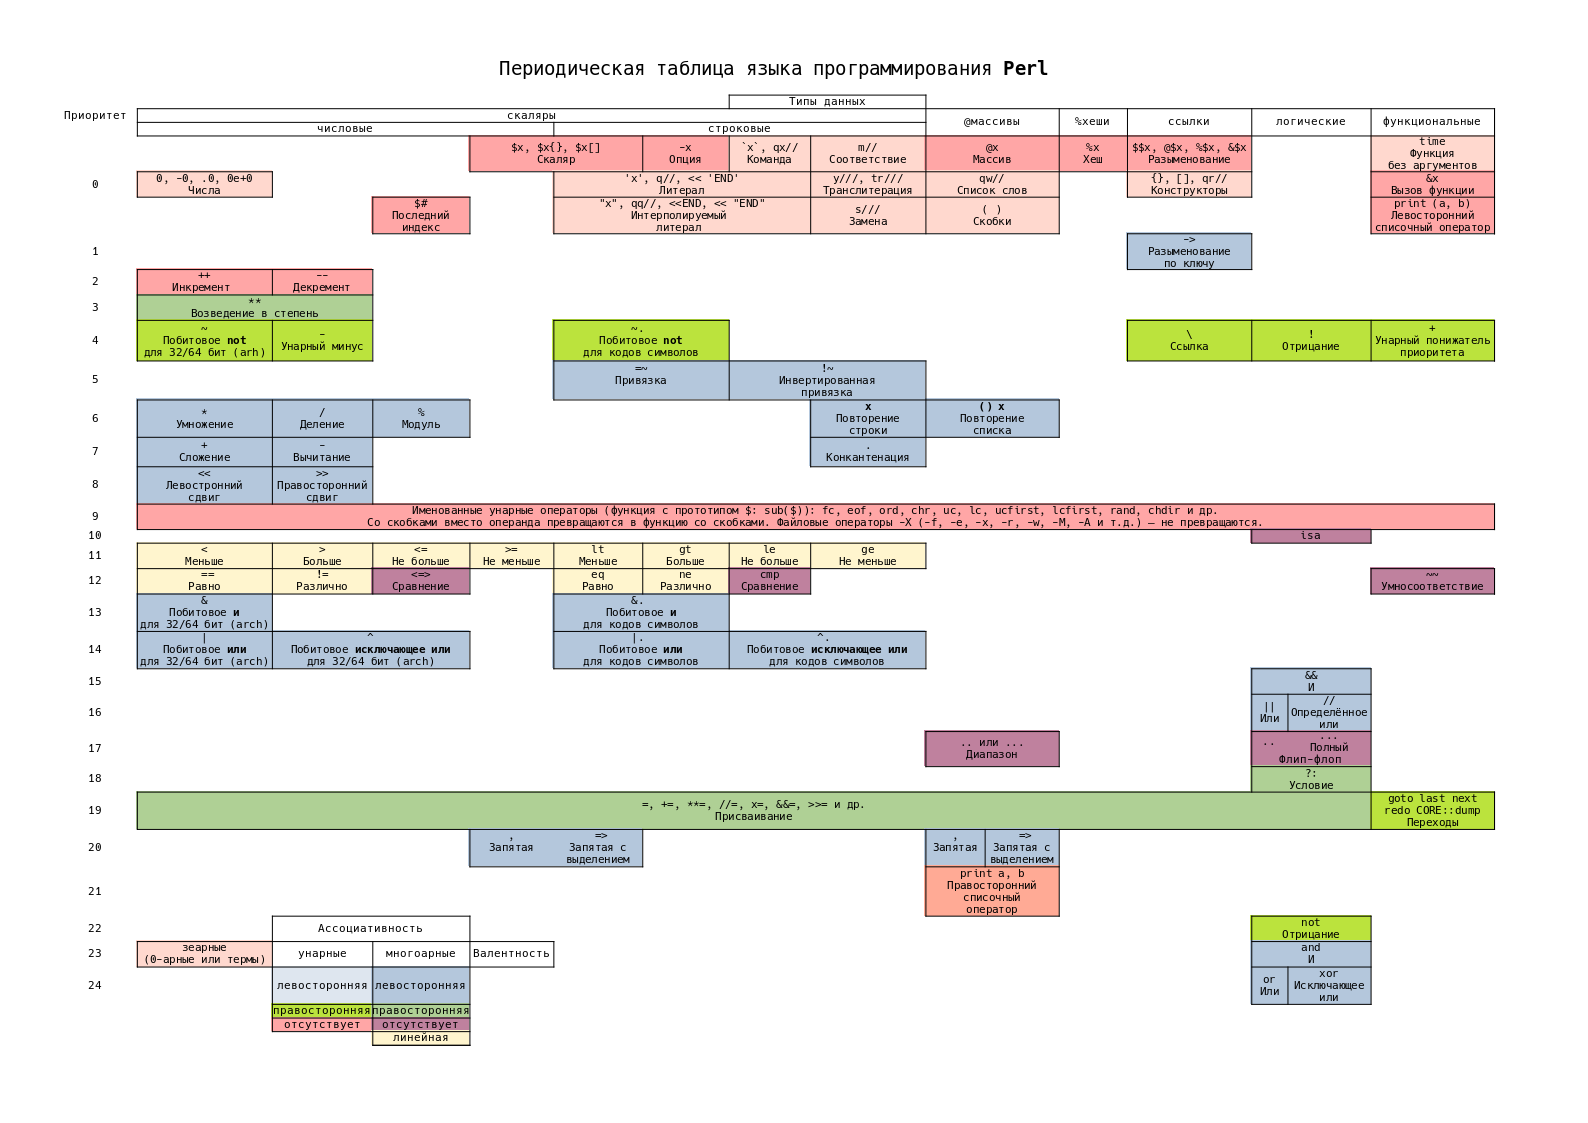 Периодическая таблица языка программирования Perl
Типы данных
Приоритет
скаляры
@массивы
%хеши
ссылки
логические
функциональные
числовые
строковые
0
$x, $x{}, $x[]
Скаляр
-x
Опция
`x`, qx//
Команда
m//
Соответствие
@x
Массив
%x
Хеш
$$x, @$x, %$x, &$x
Разыменование
time
Функция
без аргументов
0, -0, .0, 0e+0
Числа
'x', q//, << 'END'
Литерал
y///, tr///
Транслитерация
qw//
Список слов
{}, [], qr//
Конструкторы
&x
Вызов функции
$#
Последний
индекс
"x", qq//, <<END, << "END"
Интерполируемый
литерал
s///
Замена
( )
Скобки
print (a, b)
Левосторонний
списочный оператор
1
->
Разыменование
по ключу
2
++
Инкремент
--
Декремент
3
**
Возведение в степень
4
~
Побитовое not
для 32/64 бит (arh)
-
Унарный минус
~.
Побитовое not
для кодов символов
\
Ссылка
!
Отрицание
+
Унарный понижатель
приоритета
5
=~
Привязка
!~
Инвертированная
привязка
6
*
Умножение
/
Деление
%
Модуль
x
Повторение
строки
() x
Повторение
списка
7
+
Сложение
-
Вычитание
.
Конкантенация
8
<<
Левостронний
сдвиг
>>
Правосторонний
сдвиг
9
Именованные унарные операторы (функция с прототипом $: sub($)): fc, eof, ord, chr, uc, lc, ucfirst, lcfirst, rand, chdir и др.
Со скобками вместо операнда превращаются в функцию со скобками. Файловые операторы -X (-f, -e, -x, -r, -w, -M, -A и т.д.) — не превращаются.
10
isa
11
<
Меньше
>
Больше
<=
Не больше
>=
Не меньше
lt
Меньше
gt
Больше
le
Не больше
ge
Не меньше
12
==
Равно
!=
Различно
<=>
Сравнение
eq
Равно
ne
Различно
cmp
Сравнение
~~
Умносоответствие
13
&
Побитовое и
для 32/64 бит (arch)
&.
Побитовое и
для кодов символов
14
|
Побитовое или
для 32/64 бит (arch)
^
Побитовое исключающее или
для 32/64 бит (arch)
|.
Побитовое или
для кодов символов
^.
Побитовое исключающее или
для кодов символов
15
&&
И
16
||
Или
//
Определённое
или
17
.. или ...
Диапазон
..
...
Полный
Флип-флоп
18
?:
Условие
19
=, +=, **=, //=, x=, &&=, >>= и др.
Присваивание
goto last next
redo CORE::dump
Переходы
20
,
Запятая
=>
Запятая с
выделением
,
Запятая
=>
Запятая с
выделением
21
print a, b
Правосторонний
списочный
оператор
22
Ассоциативность
not
Отрицание
23
зеарные
(0-арные или термы)
унарные
многоарные
Валентность
and
И
24
левосторонняя
левосторонняя
or
Или
xor
Исключающее
или
правосторонняя
правосторонняя
отсутствует
отсутствует
линейная